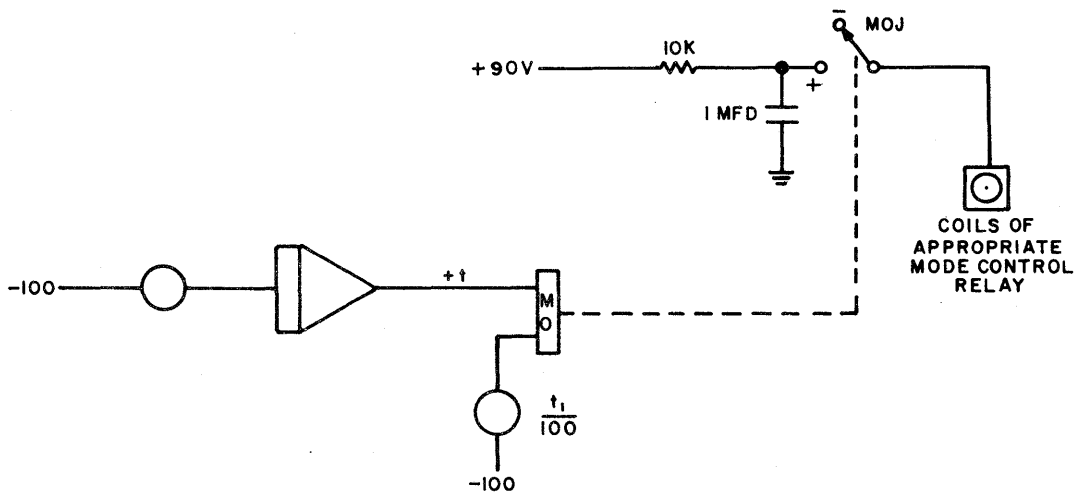 − MOJ
10K
+90V
+
1 MFD
COILS OF
APPROPRIATE
MODE CONTROL
RELAY
-100
+t
M
O
t₁
100
-100